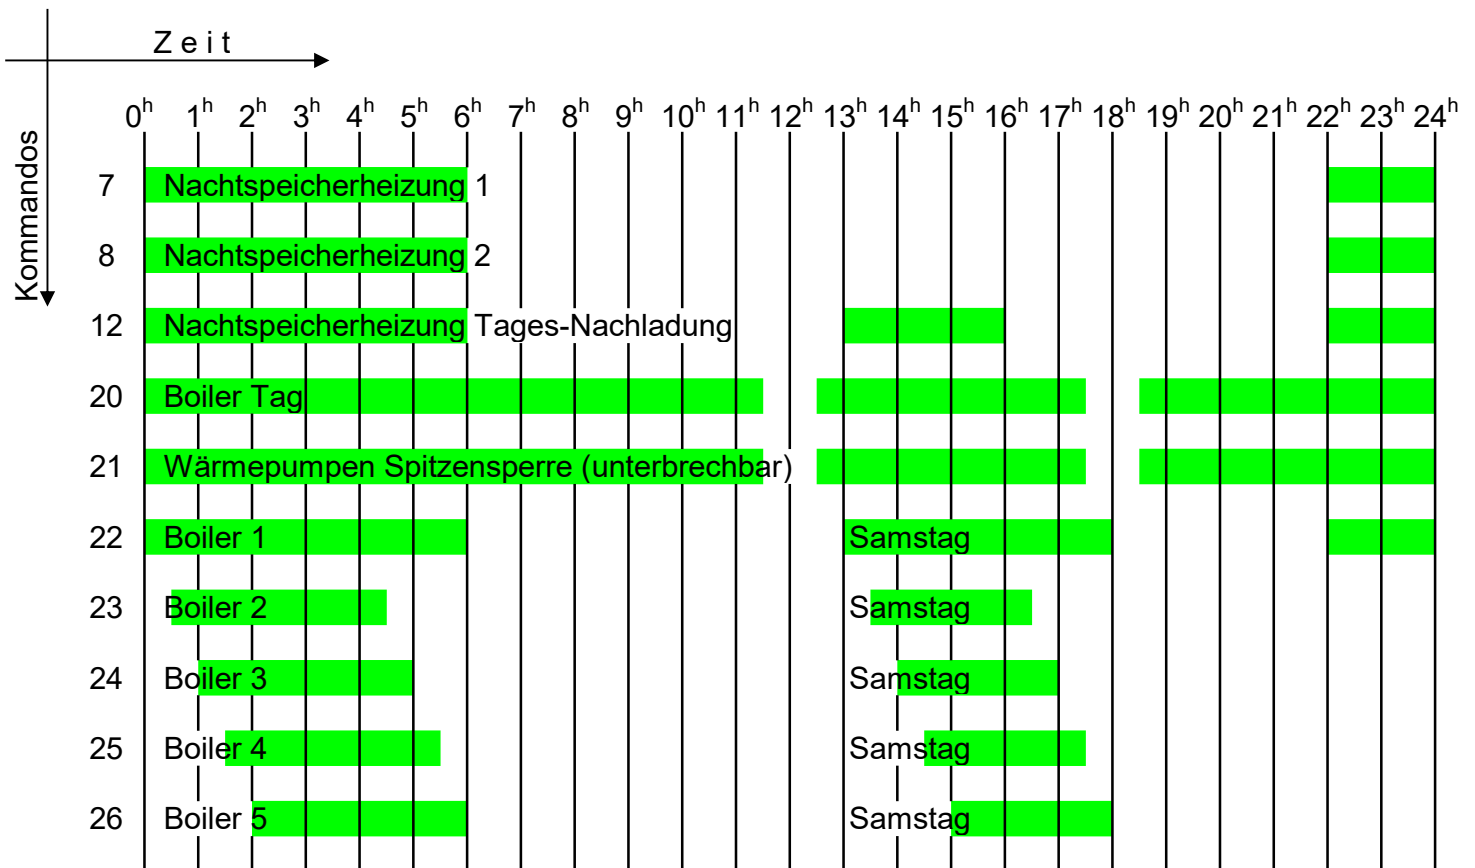 Z e i t
0h 1h 2h 3h 4h 5h 6h 7h 8h 9h 10h 11h 12h 13h 14h 15h 16h 17h 18h 19h 20h 21h 22h 23h 24h
Kommandos
7 Nachtspeicherheizung 1
8 Nachtspeicherheizung 2
12 Nachtspeicherheizung Tages-Nachladung
20 Boiler Tag
21 Wärmepumpen Spitzensperre (unterbrechbar)
22 Boiler 1 Samstag
23 Boiler 2 Samstag
24 Boiler 3 Samstag
25 Boiler 4 Samstag
26 Boiler 5 Samstag